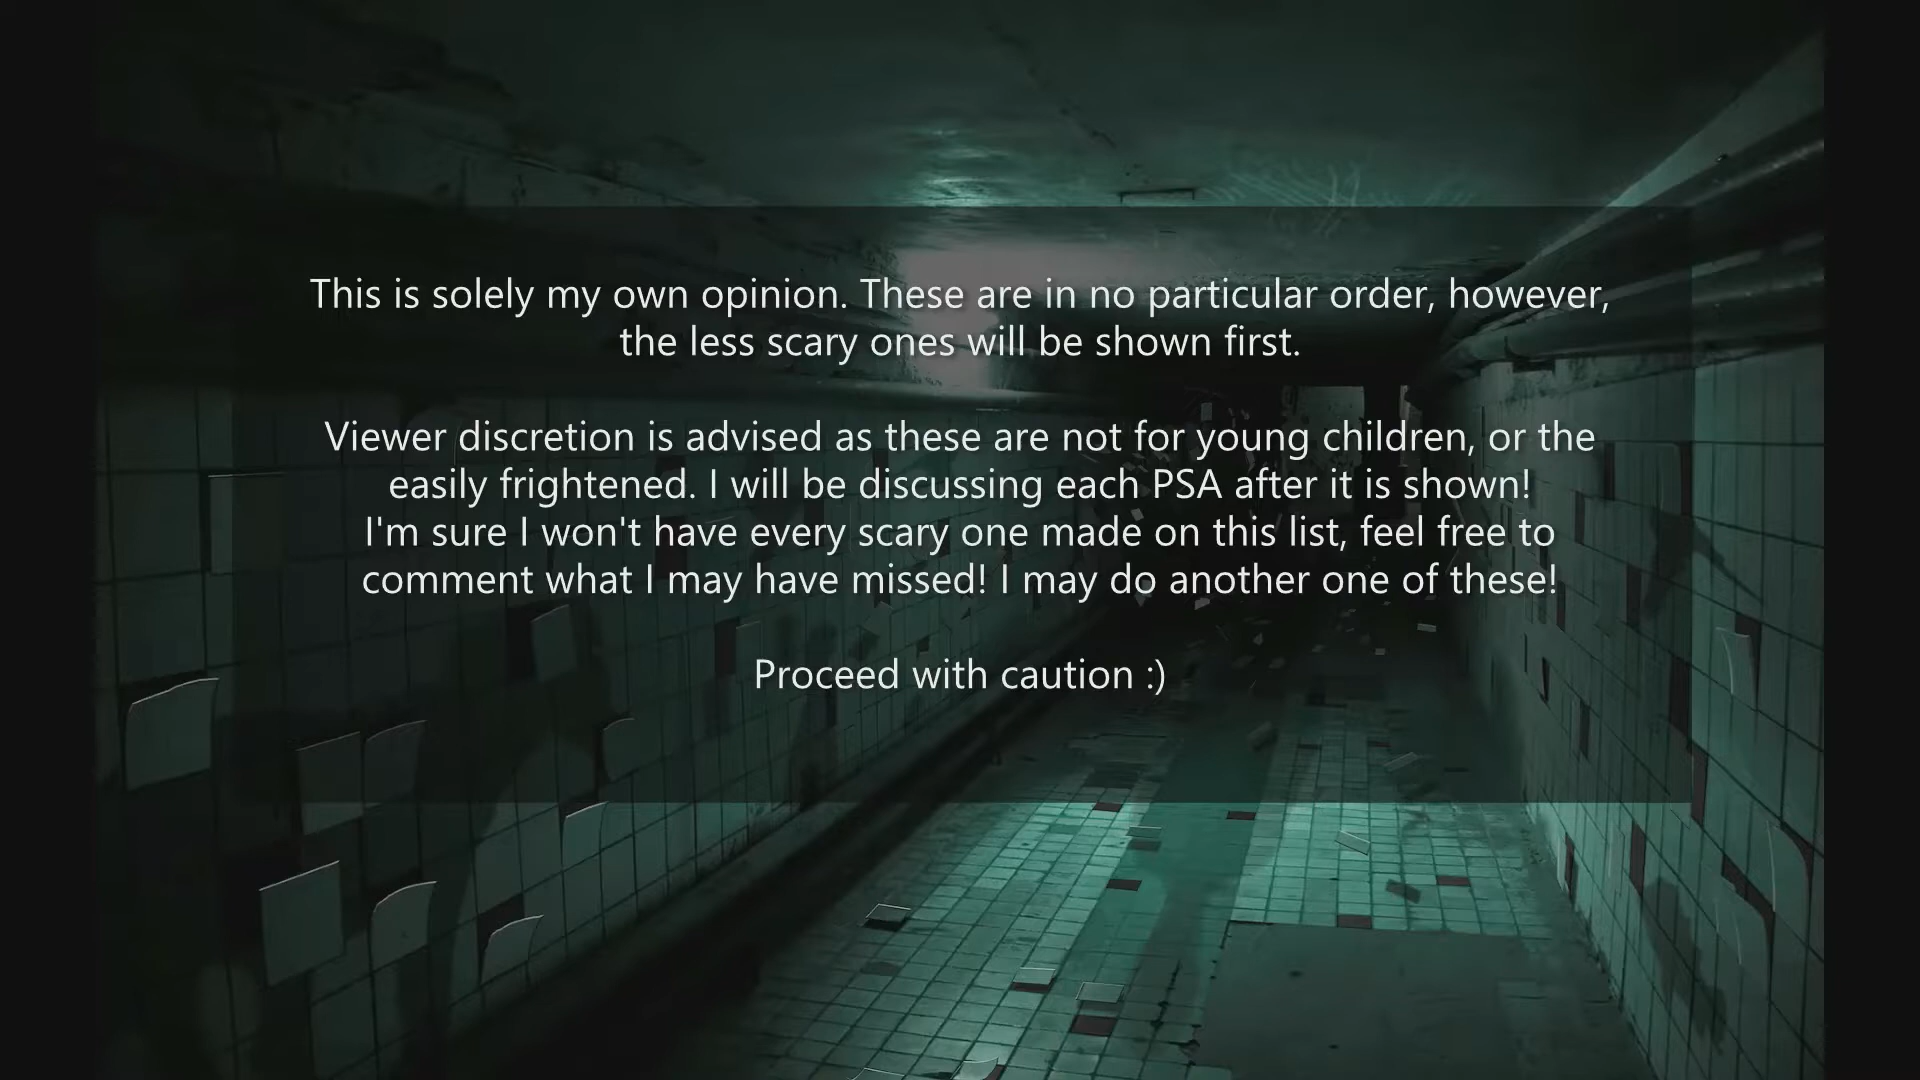 This is solely my own opinion. These are in no particular order, however,
the less scary ones will be shown first.
Viewer discretion is advised as these are not for young children, or the
easily frightened. I will be discussing each PSA after it is shown!
I'm sure I won't have every scary one made on this list, feel free to
comment what I may have missed! I may do another one of these!
Proceed with caution :)